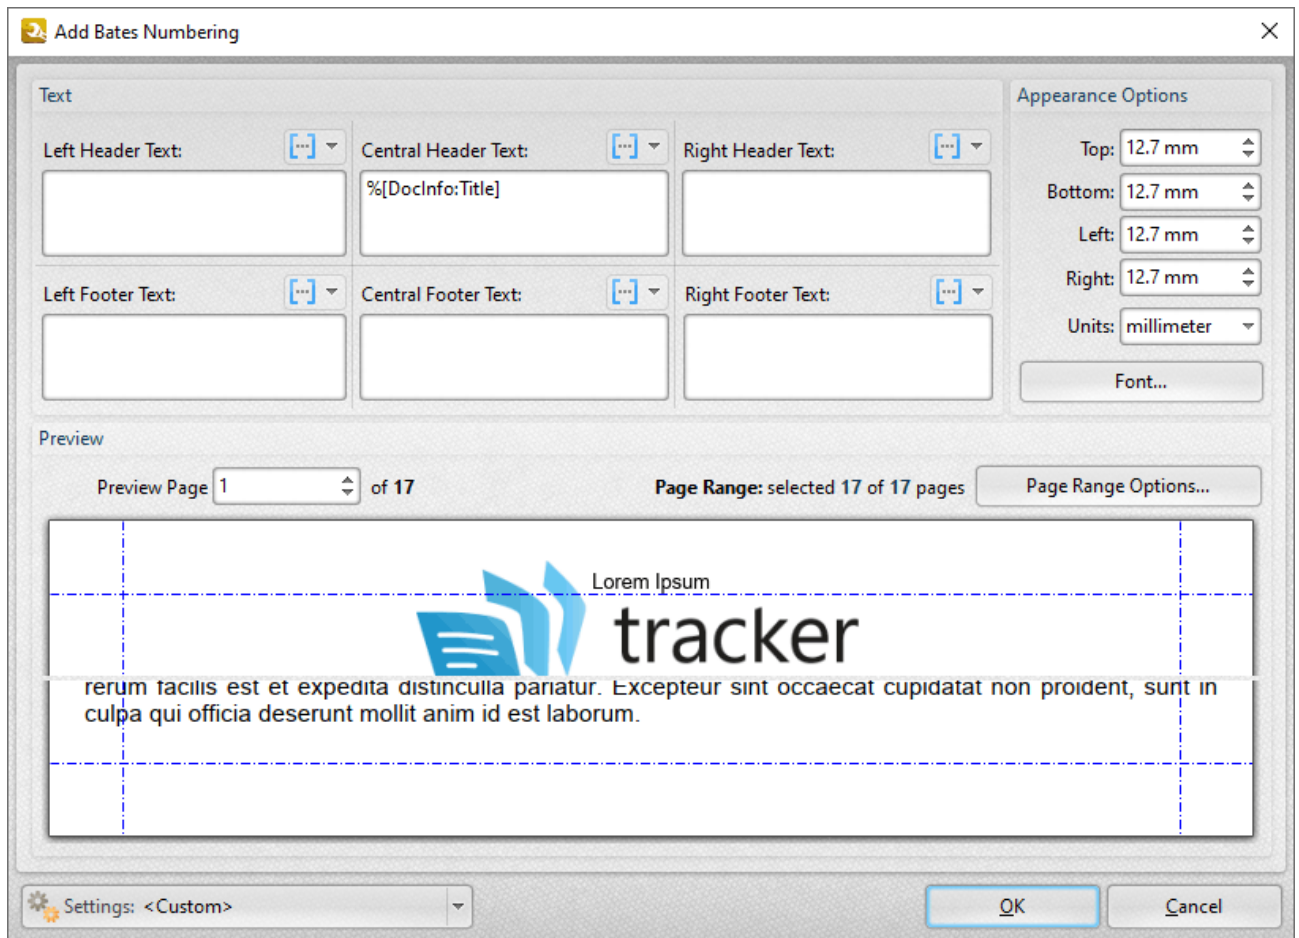 Add Bates Numbering
Text
Appearance Options
Left Header Text:
Central Header Text:
Right Header Text:
Top: 12.7 mm
%[DocInfo:Title]
Bottom: 12.7 mm
Left: 12.7 mm
Right: 12.7 mm
Left Footer Text:
Central Footer Text:
Right Footer Text:
Units: millimeter
Font...
Preview
Preview Page 1 of 17
Page Range: selected 17 of 17 pages
Page Range Options...
Lorem Ipsum
tracker
rerum facilis est et expedita distinculla pariatur. Excepteur sint occaecat cupidatat non proident, sunt in
culpa qui officia deserunt mollit anim id est laborum.
Settings: <Custom>
OK
Cancel